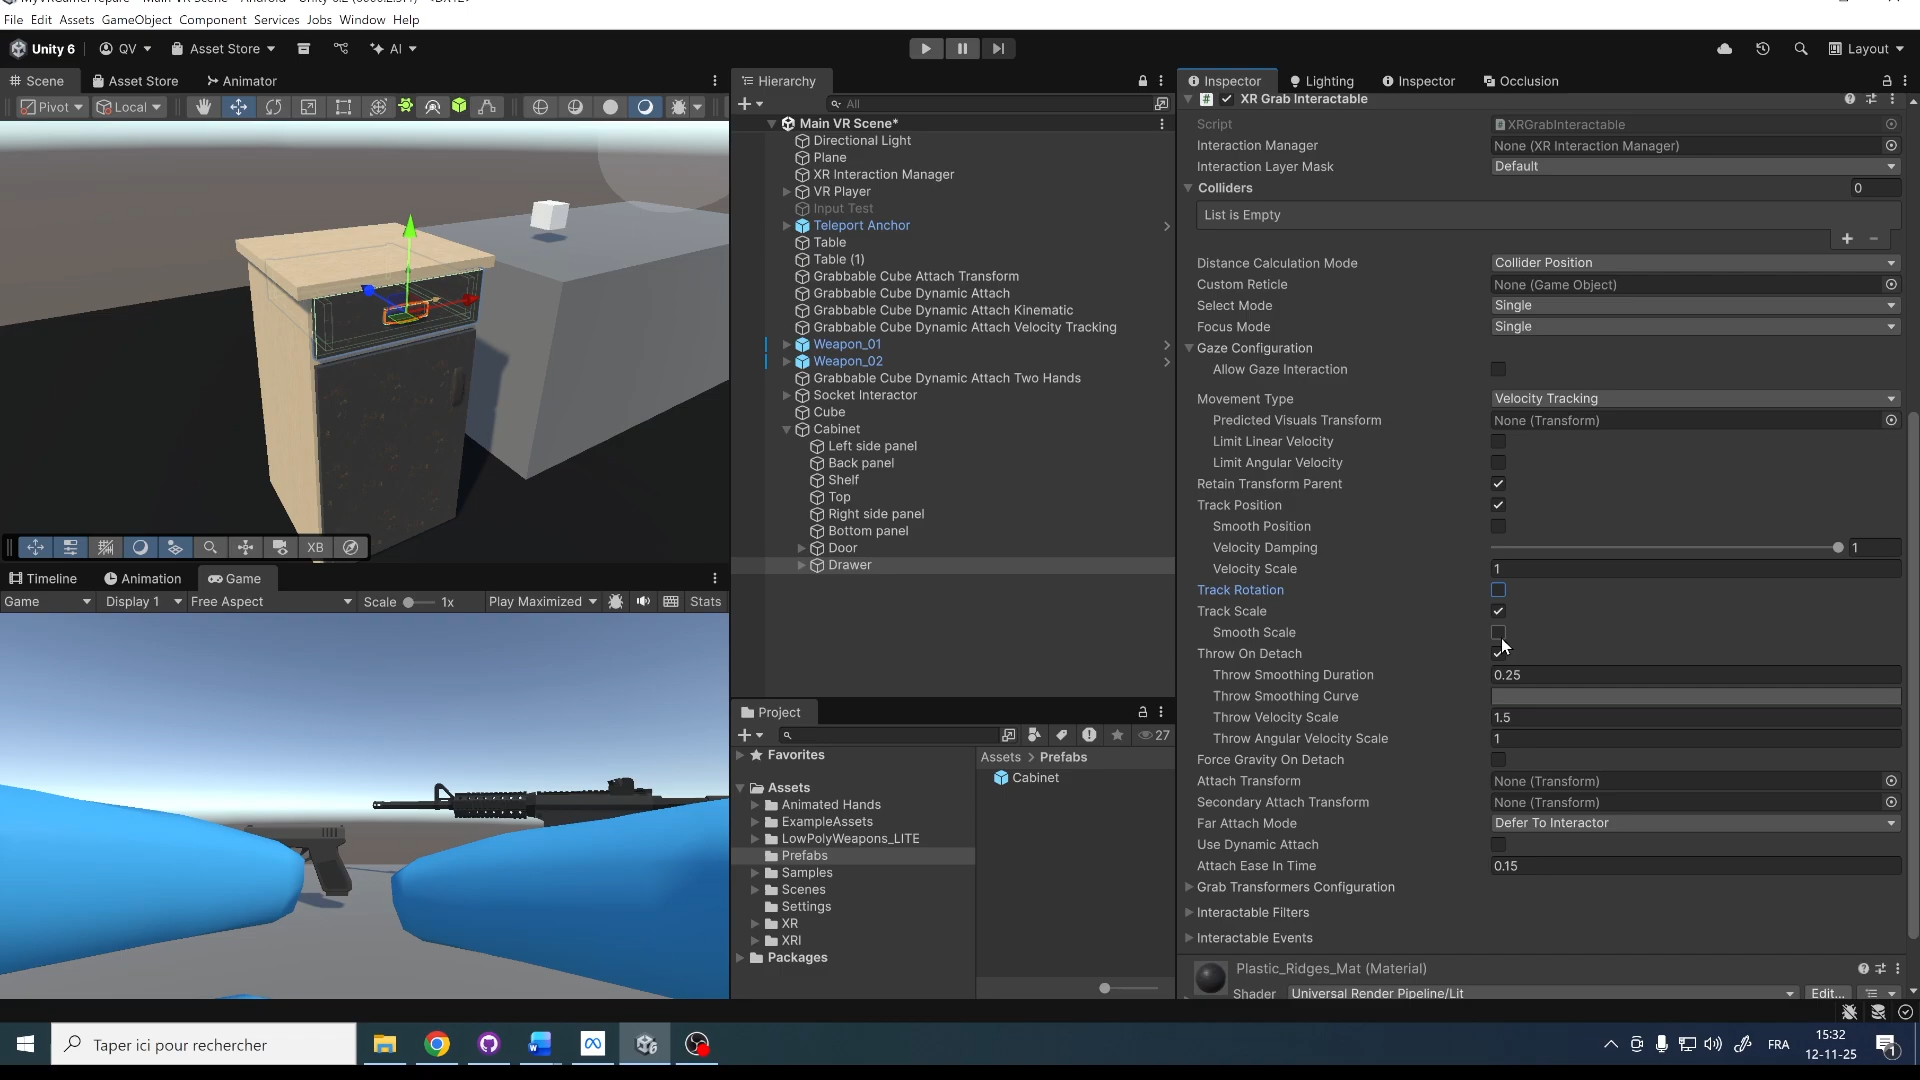 File Edit Assets GameObject Component Services Jobs Window Help
Unity 6 QV Asset Store AI Layout
Scene Asset Store Animator
Pivot Local
XB
Timeline Animation Game
Game Display 1 Free Aspect Scale 1x Play Maximized Stats
Hierarchy
All
Main VR Scene*
Directional Light
Plane
XR Interaction Manager
VR Player
Input Test
Teleport Anchor
Table
Table (1)
Grabbable Cube Attach Transform
Grabbable Cube Dynamic Attach
Grabbable Cube Dynamic Attach Kinematic
Grabbable Cube Dynamic Attach Velocity Tracking
Weapon_01
Weapon_02
Grabbable Cube Dynamic Attach Two Hands
Socket Interactor
Cube
Cabinet
Left side panel
Back panel
Shelf
Top
Right side panel
Bottom panel
Door
Drawer
Project
27
Favorites
Assets
Animated Hands
ExampleAssets
LowPolyWeapons_LITE
Prefabs
Samples
Scenes
Settings
XR
XRI
Packages
Assets > Prefabs
Cabinet
Inspector Lighting Inspector Occlusion
XR Grab Interactable
Script XRGrabInteractable
Interaction Manager None (XR Interaction Manager)
Interaction Layer Mask Default
Colliders 0
List is Empty
Distance Calculation Mode Collider Position
Custom Reticle None (Game Object)
Select Mode Single
Focus Mode Single
Gaze Configuration
Allow Gaze Interaction
Movement Type Velocity Tracking
Predicted Visuals Transform None (Transform)
Limit Linear Velocity
Limit Angular Velocity
Retain Transform Parent
Track Position
Smooth Position
Velocity Damping 1
Velocity Scale 1
Track Rotation
Track Scale
Smooth Scale
Throw On Detach
Throw Smoothing Duration 0.25
Throw Smoothing Curve
Throw Velocity Scale 1.5
Throw Angular Velocity Scale 1
Force Gravity On Detach
Attach Transform None (Transform)
Secondary Attach Transform None (Transform)
Far Attach Mode Defer To Interactor
Use Dynamic Attach
Attach Ease In Time 0.15
Grab Transformers Configuration
Interactable Filters
Interactable Events
Plastic_Ridges_Mat (Material)
Shader Universal Render Pipeline/Lit Edit...
Taper ici pour rechercher
FRA
15:32
12-11-25
1